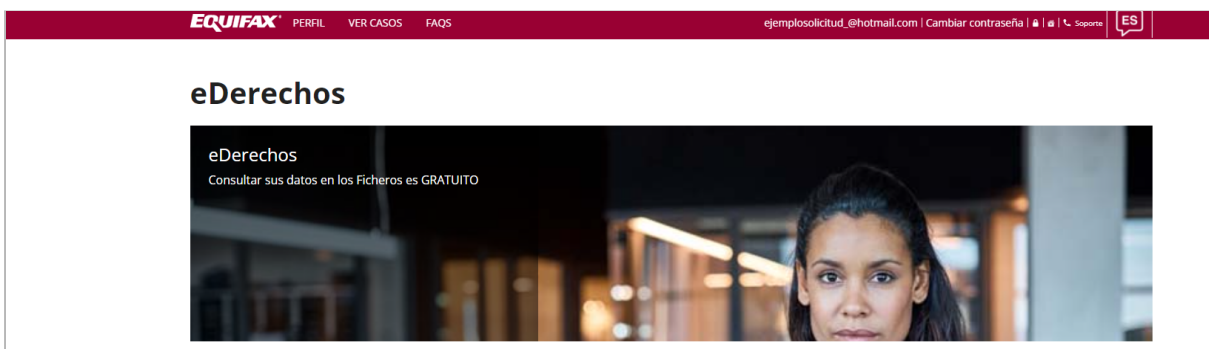 EQUIFAX® PERFIL VER CASOS FAQS ejemplosolicitud_@hotmail.com | Cambiar contraseña | | | Soporte ES
eDerechos
eDerechos
Consultar sus datos en los Ficheros es GRATUITO